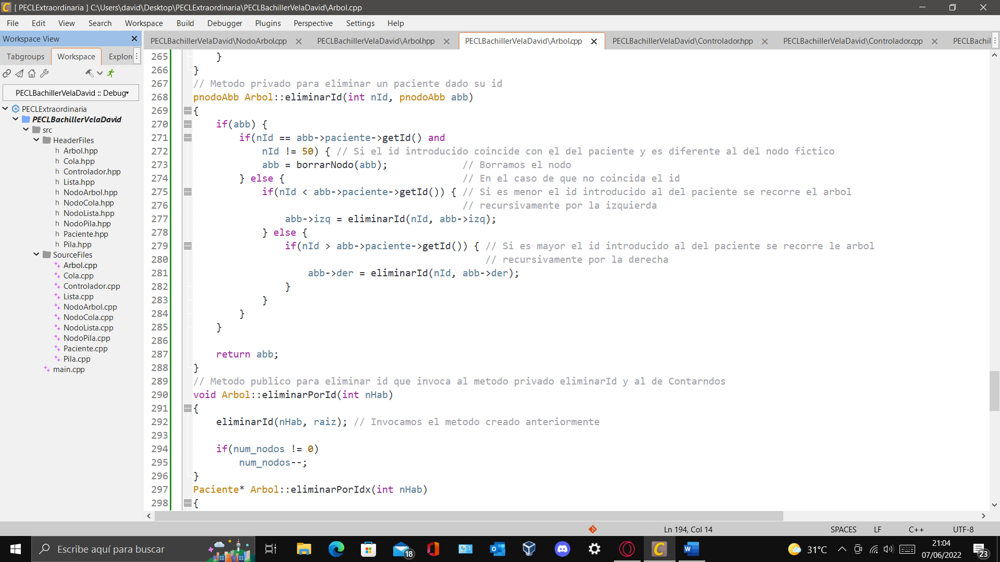 [ PECLExtraordinaria ] C:\Users\david\Desktop\PECLExtraordinaria\PECLBachillerVelaDavid\Arbol.cpp
File Edit View Search Workspace Build Debugger Plugins Perspective Settings Help
Workspace View
PECLBachillerVelaDavid\NodoArbol.cpp PECLBachillerVelaDavid\Arbol.hpp PECLBachillerVelaDavid\Arbol.cpp PECLBachillerVelaDavid\Controlador.hpp PECLBachillerVelaDavid\Controlador.cpp PECLBachil
Tabgroups Workspace Explore
PECLBachillerVelaDavid :: Debug
PECLExtraordinaria
PECLBachillerVelaDavid
src
HeaderFiles
h Arbol.hpp
h Cola.hpp
h Controlador.hpp
h Lista.hpp
h NodoArbol.hpp
h NodoCola.hpp
h NodoLista.hpp
h NodoPila.hpp
h Paciente.hpp
h Pila.hpp
SourceFiles
Arbol.cpp
Cola.cpp
Controlador.cpp
Lista.cpp
NodoArbol.cpp
NodoCola.cpp
NodoLista.cpp
NodoPila.cpp
Paciente.cpp
Pila.cpp
main.cpp
265 }
266 }
267 // Metodo privado para eliminar un paciente dado su id
268 pnodoAbb Arbol::eliminarId(int nId, pnodoAbb abb)
269 {
270 if(abb) {
271 if(nId == abb->paciente->getId() and
272 nId != 50) { // Si el id introducido coincide con el del paciente y es diferente al del nodo fictico
273 abb = borrarNodo(abb); // Borramos el nodo
274 } else { // En el caso de que no coincida el id
275 if(nId < abb->paciente->getId()) { // Si es menor el id introducido al del paciente se recorre el arbol
276 // recursivamente por la izquierda
277 abb->izq = eliminarId(nId, abb->izq);
278 } else {
279 if(nId > abb->paciente->getId()) { // Si es mayor el id introducido al del paciente se recorre le arbol
280 // recursivamente por la derecha
281 abb->der = eliminarId(nId, abb->der);
282 }
283 }
284 }
285 }
286
287 return abb;
288 }
289 // Metodo publico para eliminar id que invoca al metodo privado eliminarId y al de Contarndos
290 void Arbol::eliminarPorId(int nHab)
291 {
292 eliminarId(nHab, raiz); // Invocamos el metodo creado anteriormente
293
294 if(num_nodos != 0)
295 num_nodos--;
296 }
297 Paciente* Arbol::eliminarPorIdx(int nHab)
298 {
Ln 194, Col 14 SPACES LF C++ UTF-8
Escribe aquí para buscar
18
31°C
21:04
07/06/2022
23